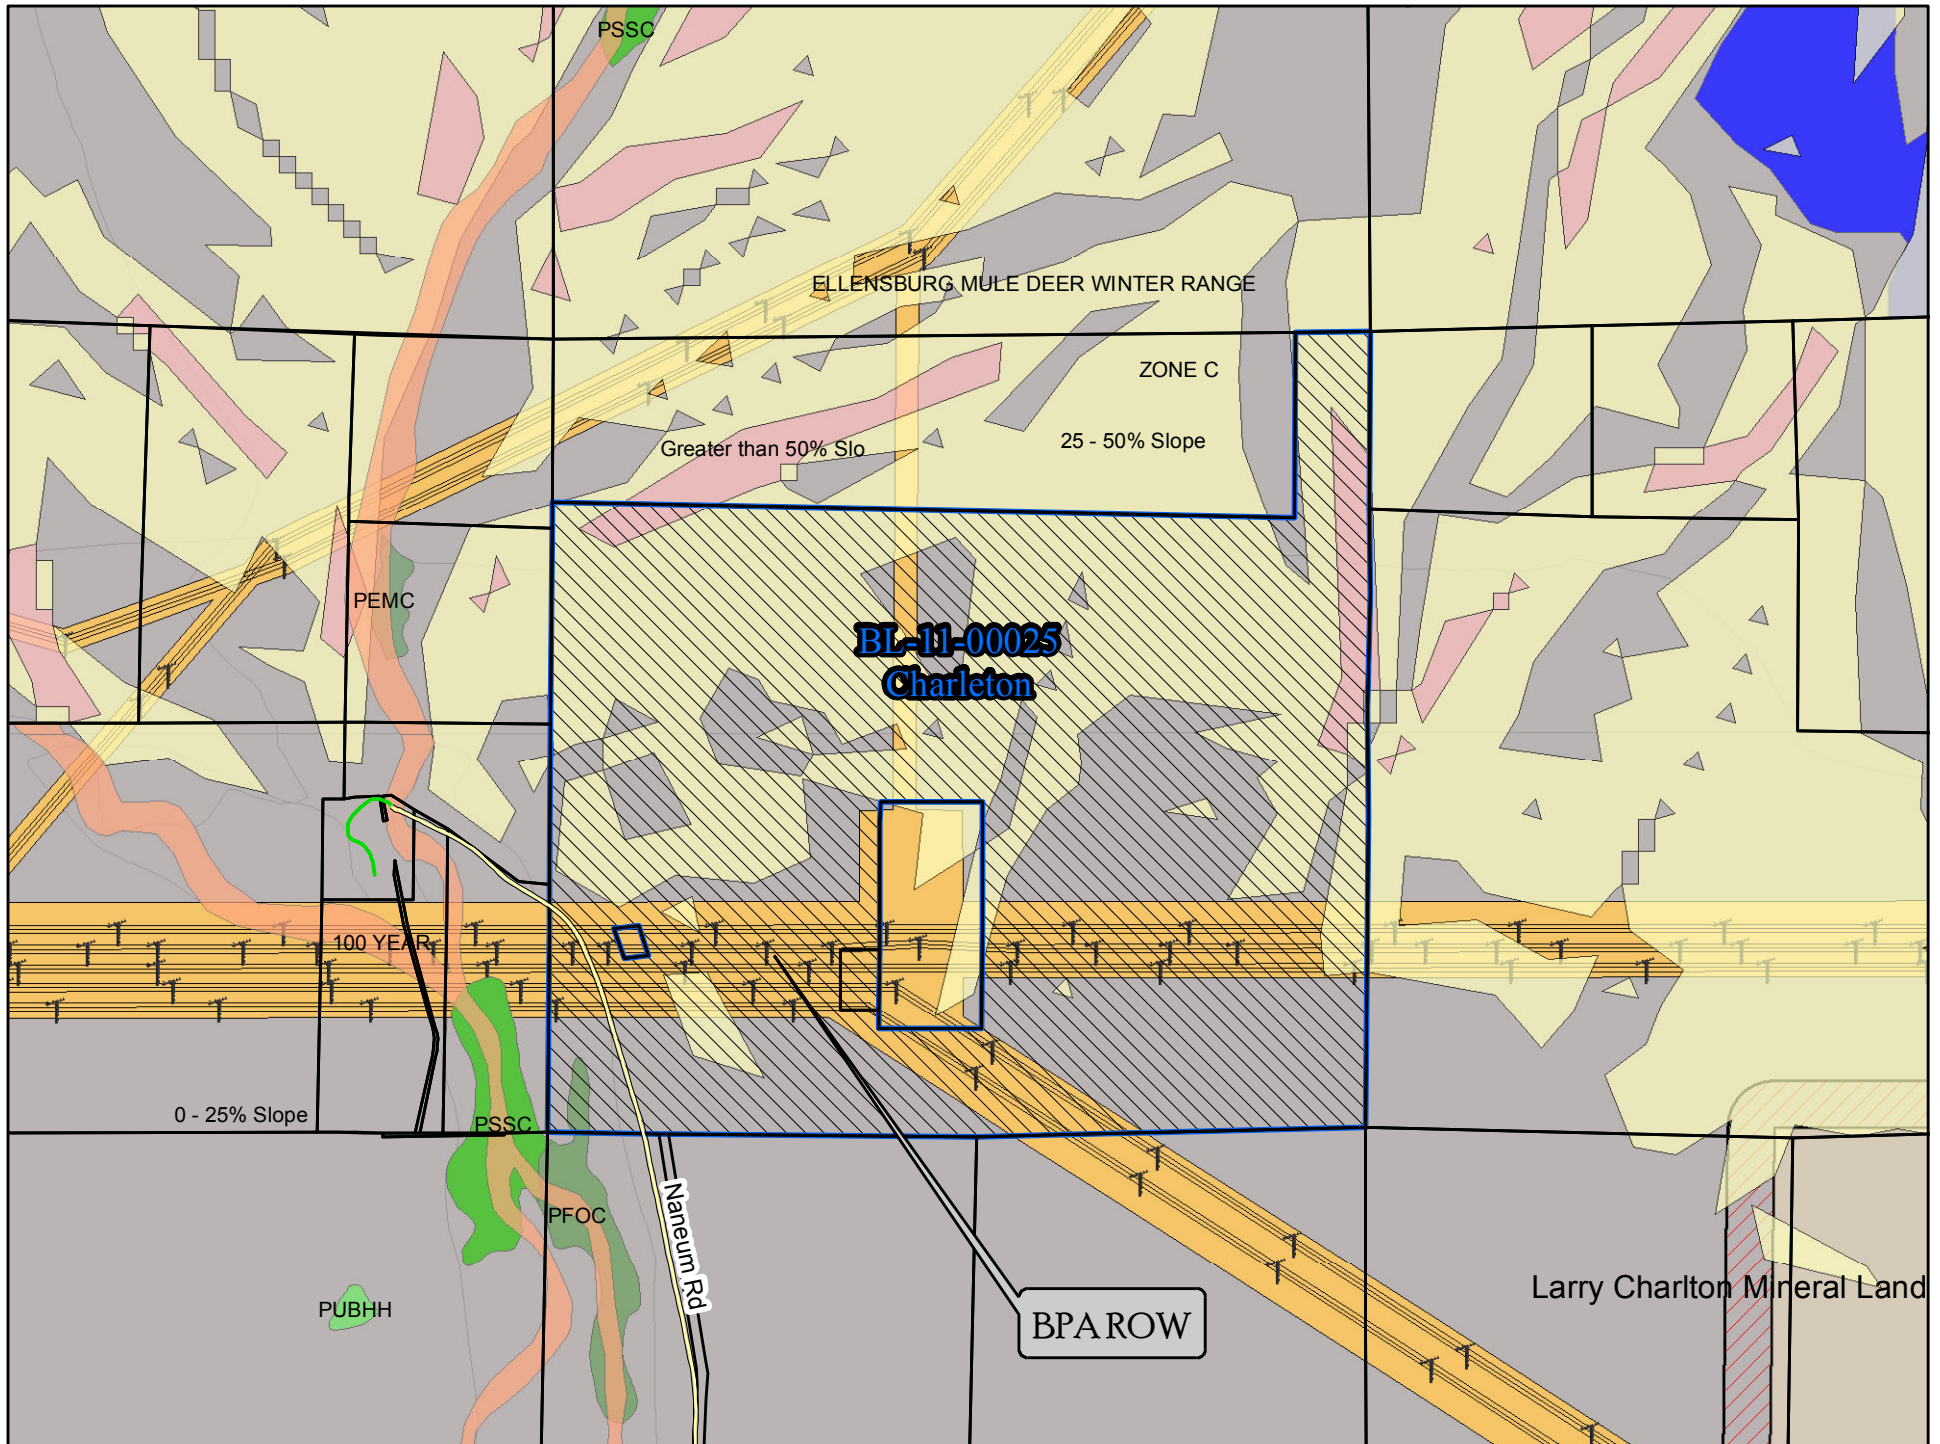 PSSC
ELLENSBURG MULE DEER WINTER RANGE
ZONE C
Greater than 50% Slo
25 - 50% Slope
PEMC
BL-11-00025
Charleton
100 YEAR
0 - 25% Slope
PSSC
PFOC
Naneum Rd
PUBHH
BPA ROW
Larry Charlton Mineral Land